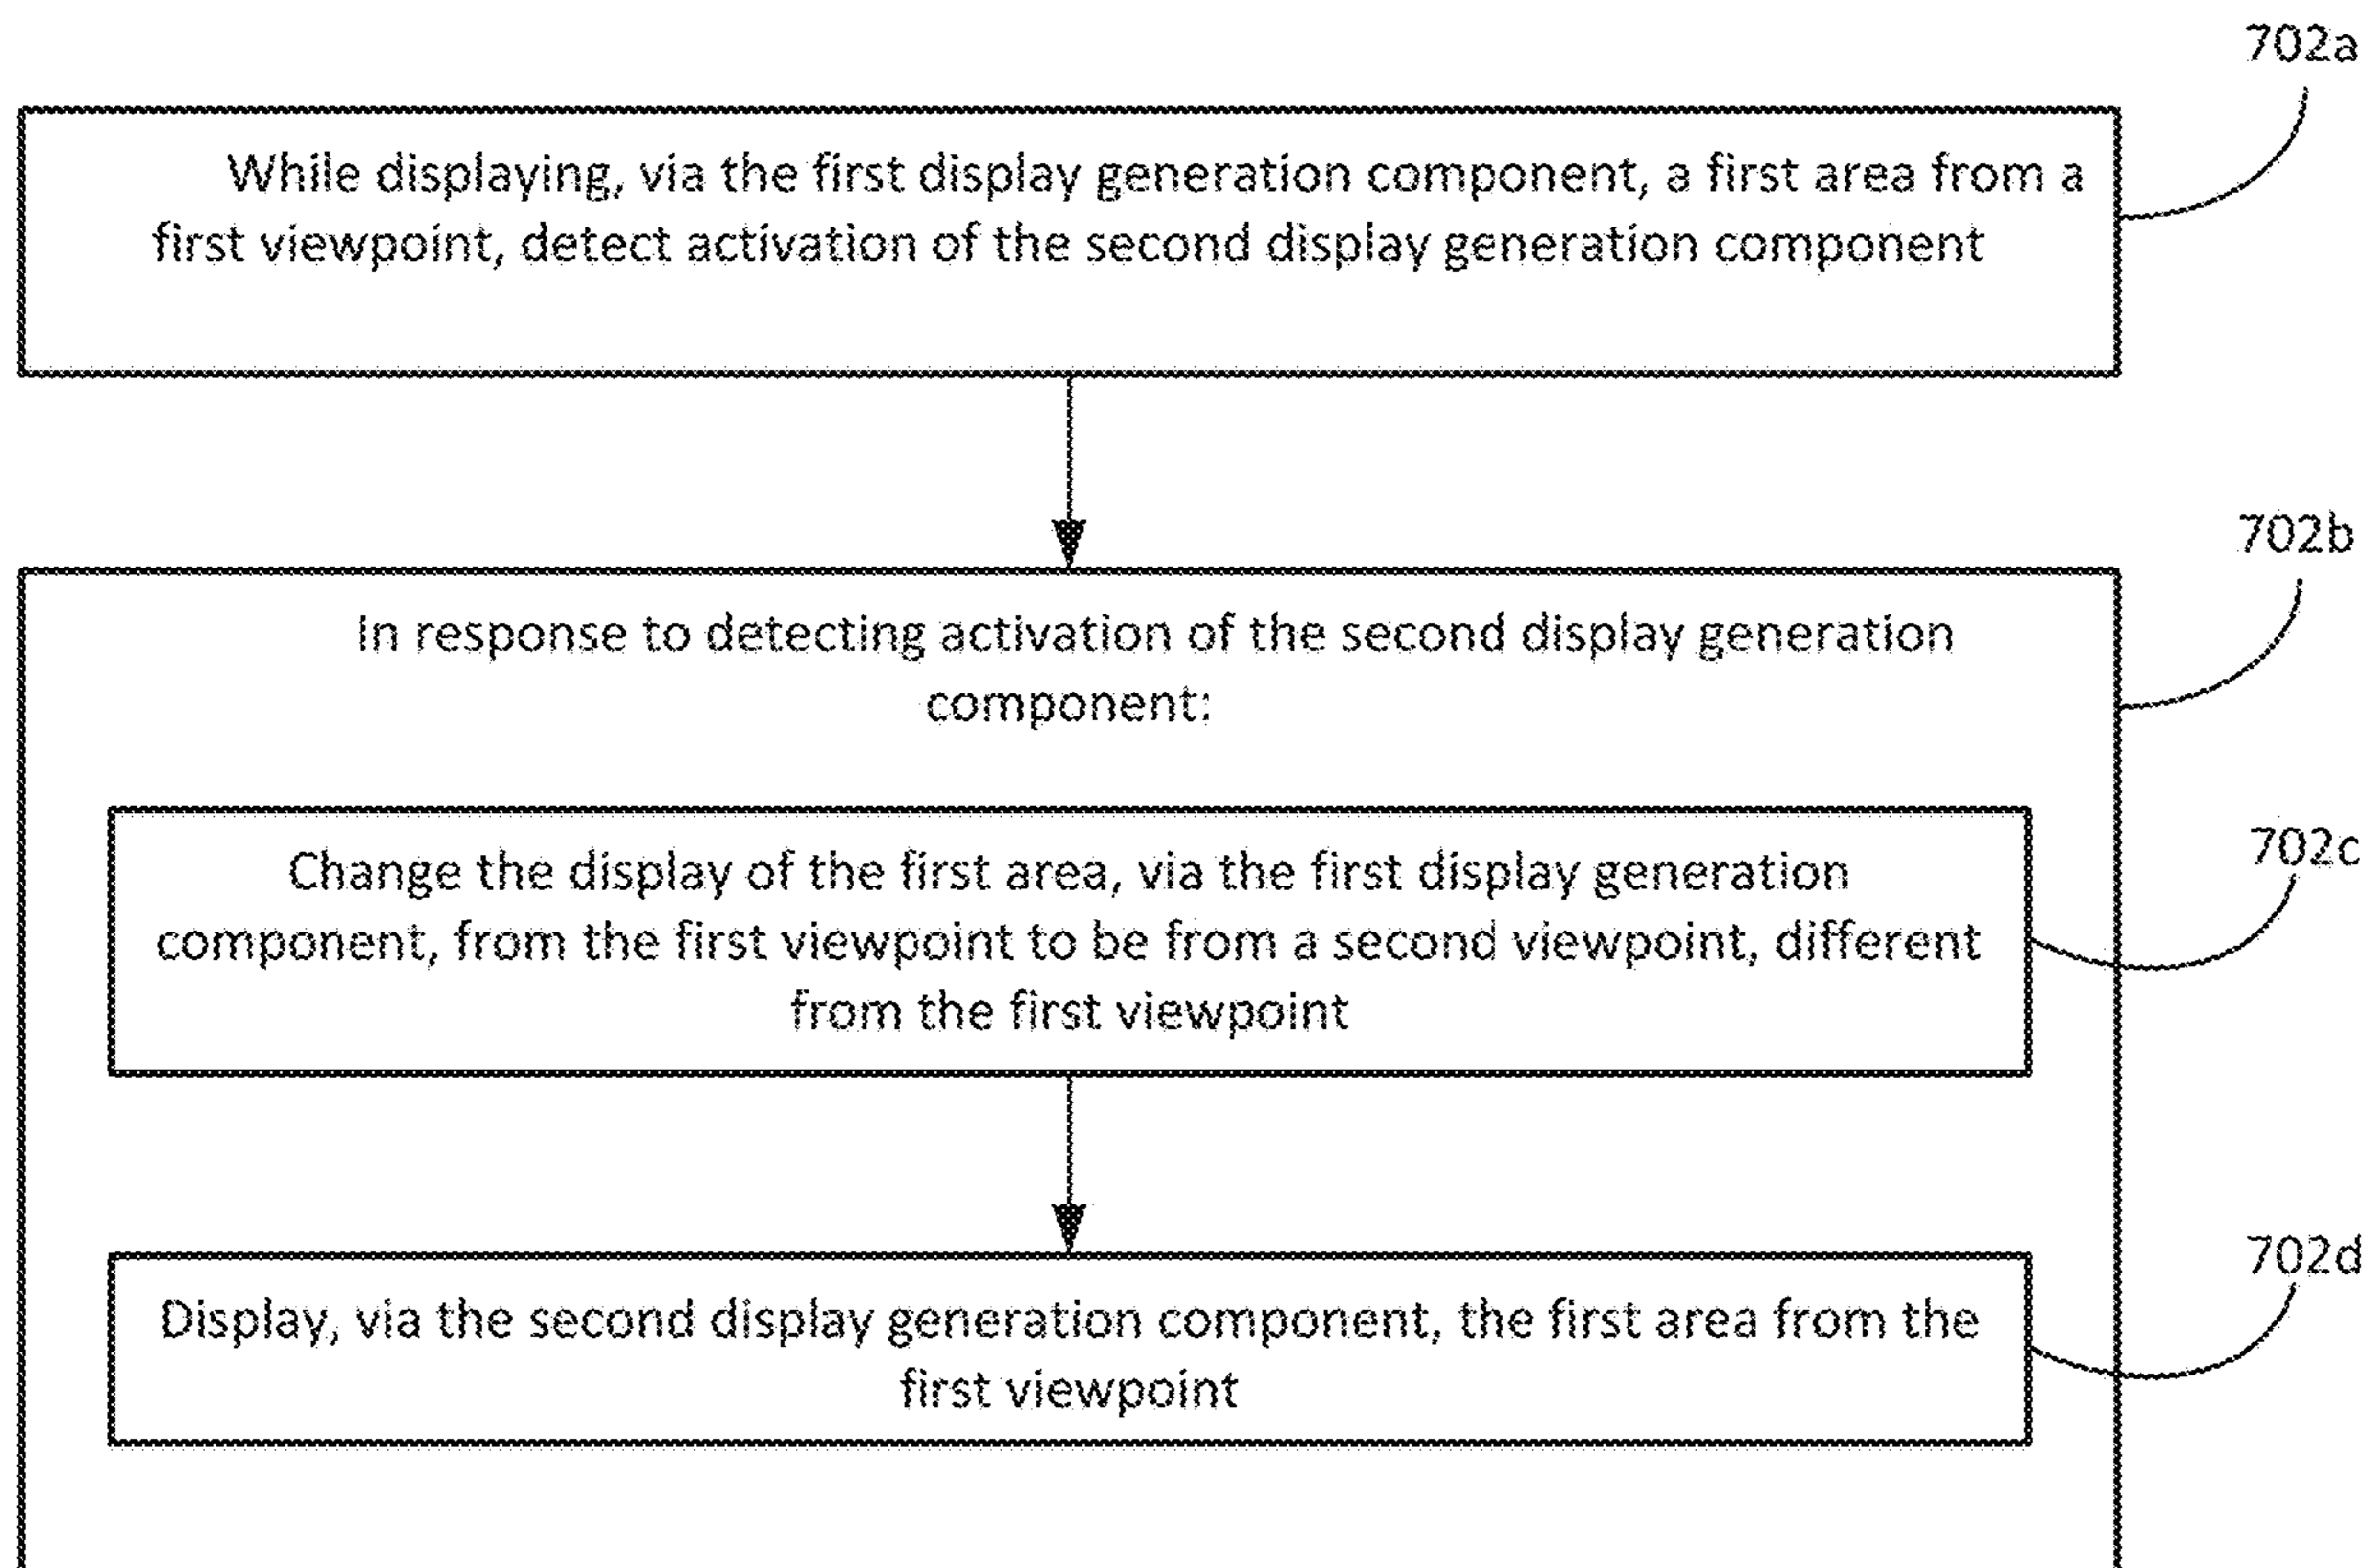 702a
While displaying, via the first display generation component, a first area from a
first viewpoint, detect activation of the second display generation component
702b
In response to detecting activation of the second display generation
component:
702c
Change the display of the first area, via the first display generation
component, from the first viewpoint to be from a second viewpoint, different
from the first viewpoint
702d
Display, via the second display generation component, the first area from the
first viewpoint